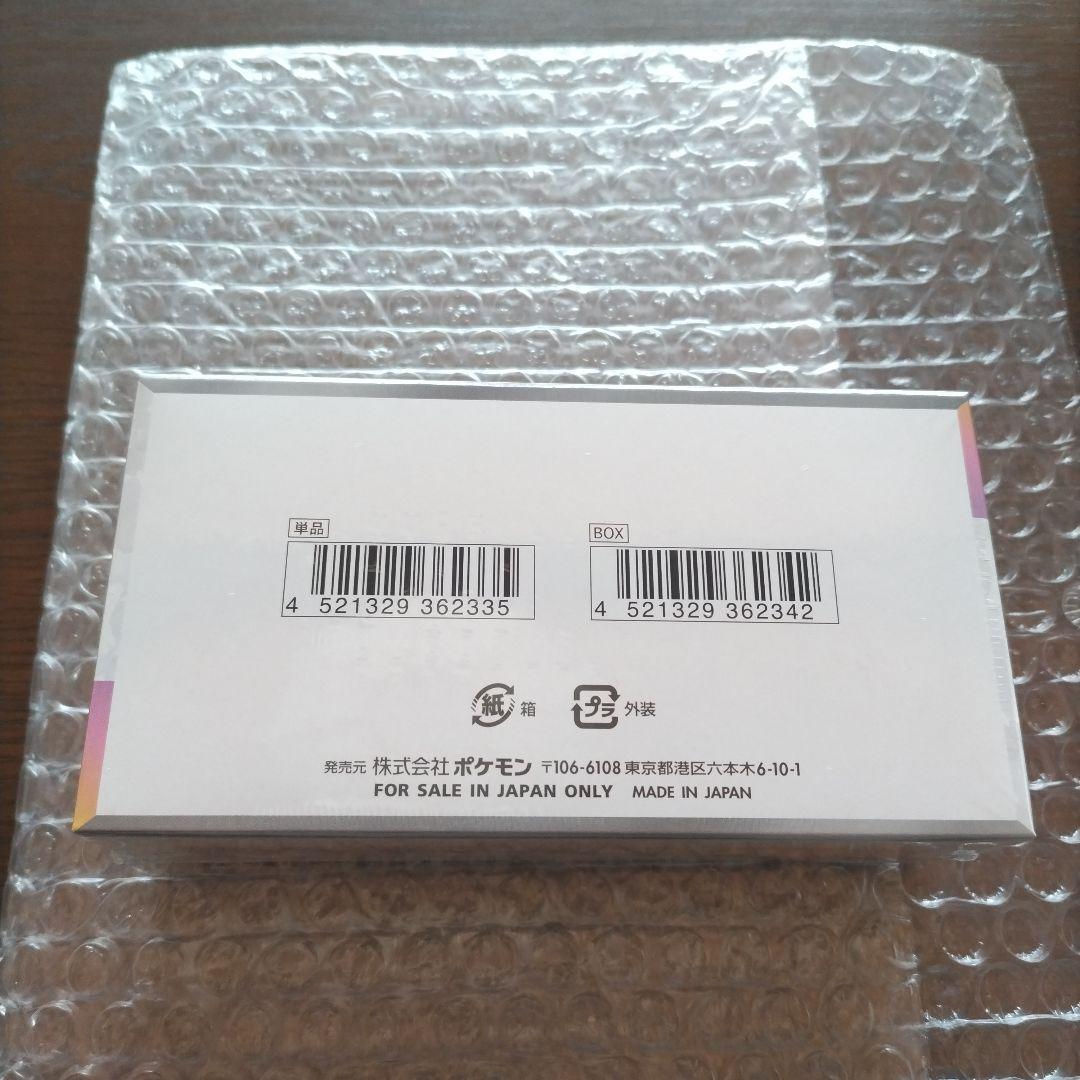 単品
4 521329 362335
BOX
4 521329 362342
紙 箱
プラ 外装
発売元 株式会社 ポケモン 〒106-6108 東京都港区六本木6-10-1
FOR SALE IN JAPAN ONLY MADE IN JAPAN